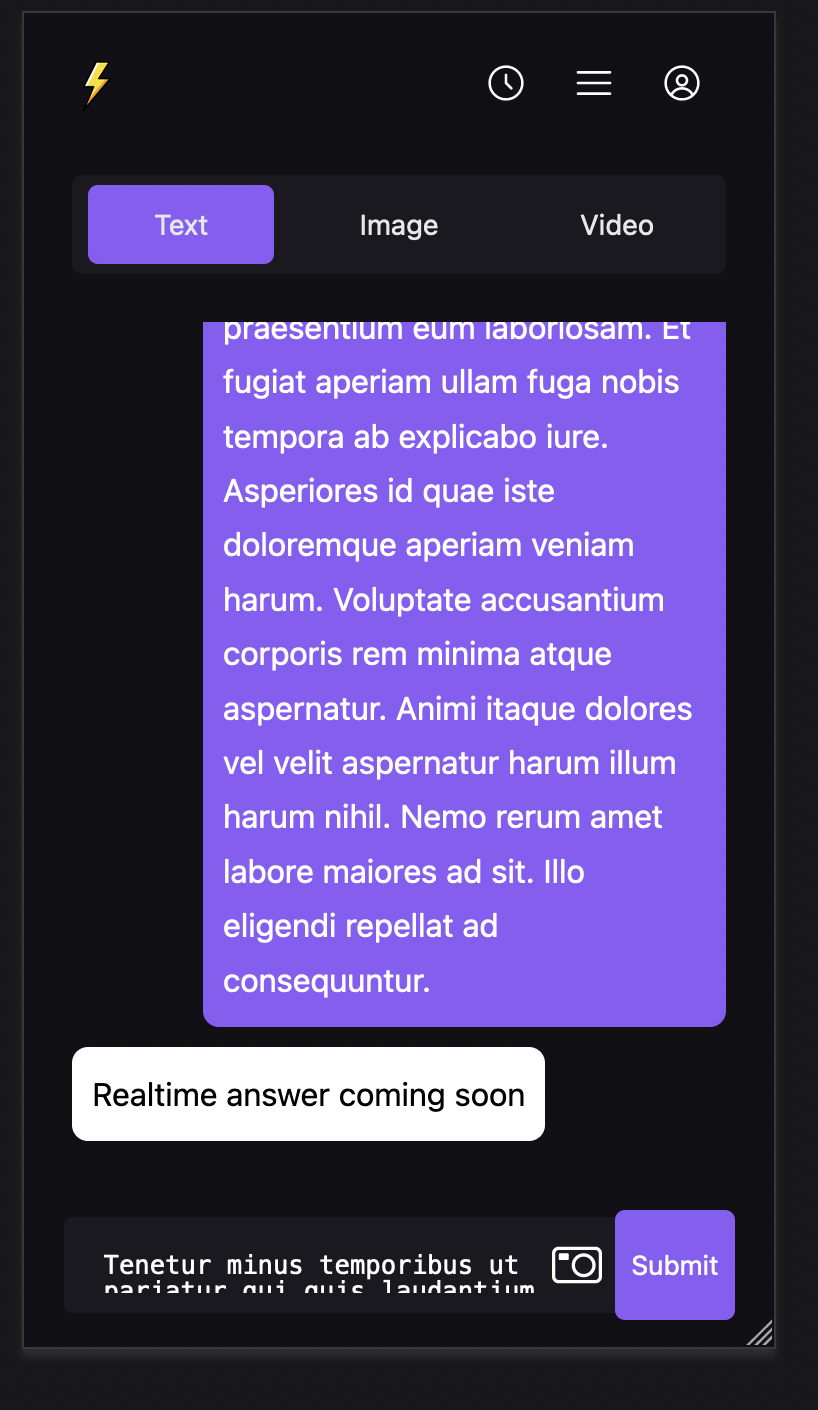 Text
Image
Video
praesentium eum laboriosam. Et
fugiat aperiam ullam fuga nobis
tempora ab explicabo iure.
Asperiores id quae iste
doloremque aperiam veniam
harum. Voluptate accusantium
corporis rem minima atque
aspernatur. Animi itaque dolores
vel velit aspernatur harum illum
harum nihil. Nemo rerum amet
labore maiores ad sit. Illo
eligendi repellat ad
consequuntur.
Realtime answer coming soon
Tenetur minus temporibus ut
pariatur qui quis laudantium
Submit